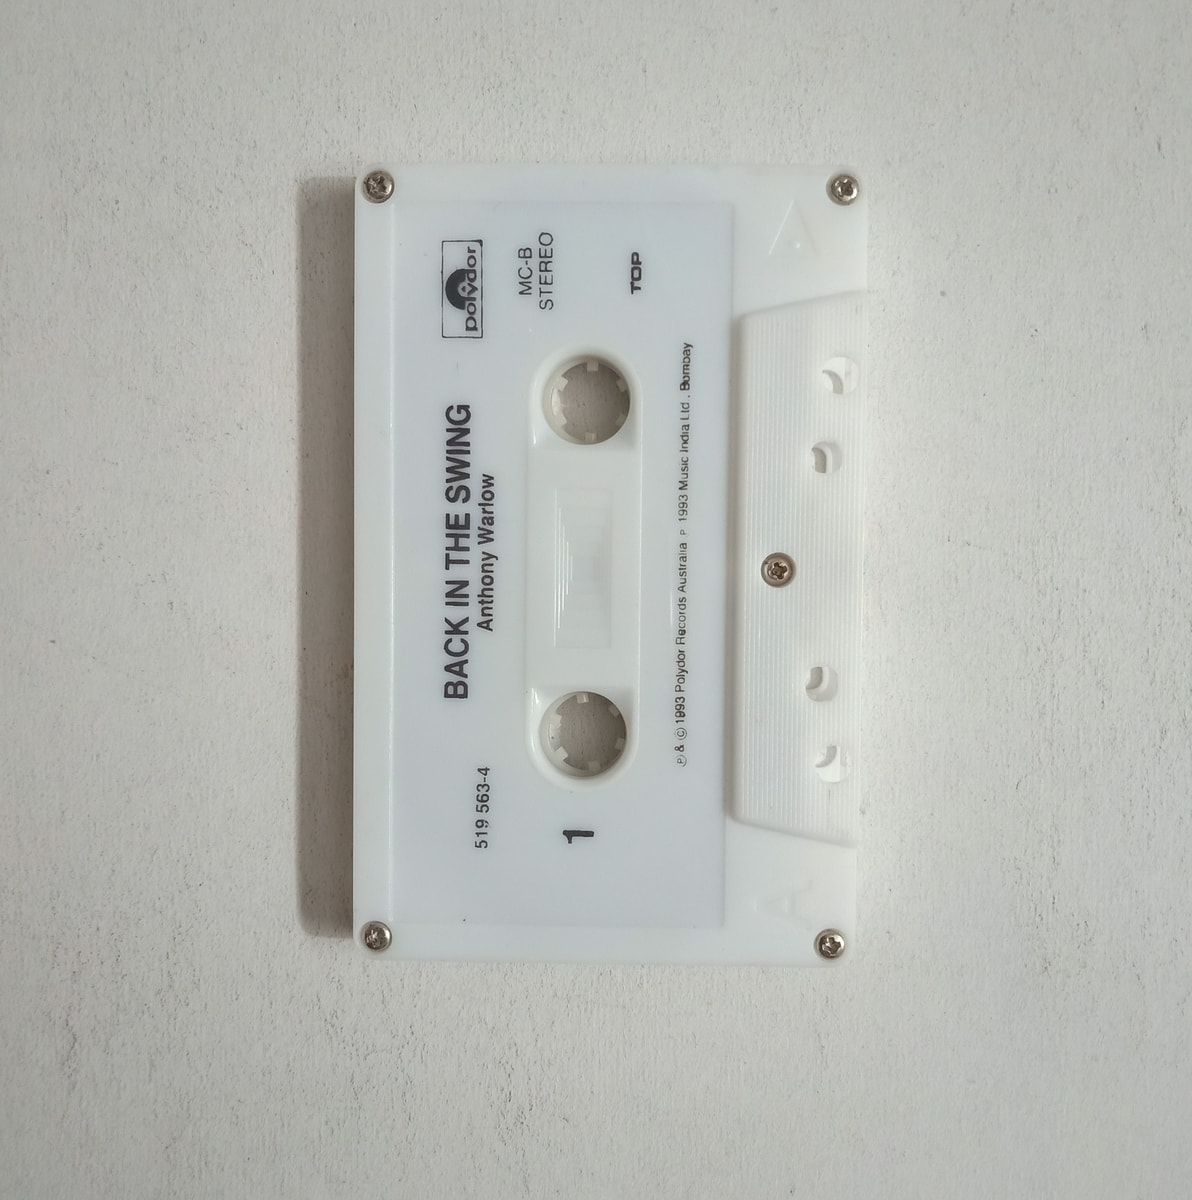 polydor
BACK IN THE SWING
Anthony Warlow
519 563-4
MC-B
STEREO
1
TOP
℗ & © 1993 Polydor Records Australia P 1993 Music India Ltd., Bombay
A